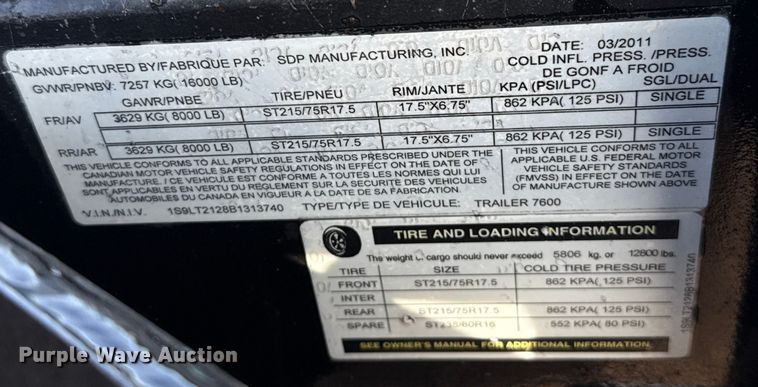 MANUFACTURED BY/FABRIQUE PAR: SDP MANUFACTURING, INC. DATE: 03/2011
GVWR/PNBV: 7257 KG( 16000 LB) COLD INFL. PRESS. /PRESS.
DE GONF A FROID
GAWR/PNBE TIRE/PNEU RIM/JANTE KPA (PSI/LPC) SGL/DUAL
FR/AV 3629 KG( 8000 LB) ST215/75R17.5 17.5"X6.75" 862 KPA( 125 PSI) SINGLE
RR/AR 3629 KG( 8000 LB) ST215/75R17.5 17.5"X6.75" 862 KPA( 125 PSI) SINGLE
THIS VEHICLE CONFORMS TO ALL APPLICABLE STANDARDS PRESCRIBED UNDER THE
CANADIAN MOTOR VEHICLE SAFETY REGULATIONS IN EFFECT ON THE DATE OF
MANUFACTURE. / CE VEHICULE EST CONFORME A TOUTES LES NORMES QUI LUI
SONT APPLICABLES EN VERTU DU REGLEMENT SUR LA SECURITE DES VEHICULES
AUTOMOBILES DU CANADA EN VIGUEUR A LA DATE DE SA FABRICATION.
THIS VEHICLE CONFORMS TO ALL
APPLICABLE U.S. FEDERAL MOTOR
VEHICLE SAFETY STANDARDS
(FMVSS) IN EFFECT ON THE DATE
OF MANUFACTURE SHOWN ABOVE
V.I.N./N.I.V. 1S9LT2128B1313740 TYPE/TYPE DE VÉHICULE: TRAILER 7600
TIRE AND LOADING INFORMATION
The weight of cargo should never exceed 5806 kg. or 12800 lbs.
TIRE SIZE COLD TIRE PRESSURE
FRONT ST215/75R17.5 862 KPA( 125 PSI)
INTER
REAR ST215/75R17.5 862 KPA( 125 PSI)
SPARE ST235/80R16 552 KPA( 80 PSI)
SEE OWNER'S MANUAL FOR ADDITIONAL INFORMATION
1S9LT2128B1313740
Purple Wave Auction